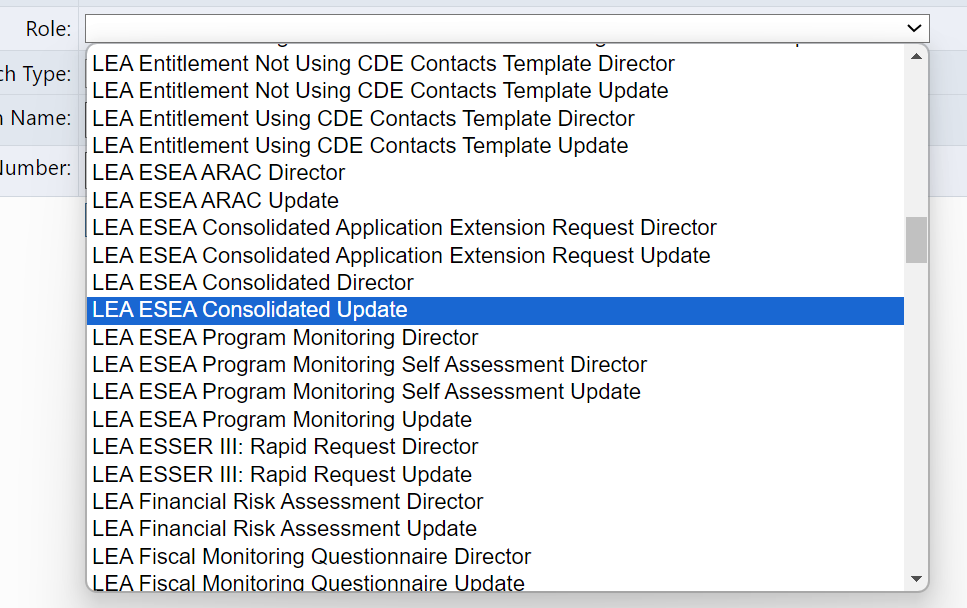 Role:
ch Type:
Name:
Number:
LEA Entitlement Not Using CDE Contacts Template Director
LEA Entitlement Not Using CDE Contacts Template Update
LEA Entitlement Using CDE Contacts Template Director
LEA Entitlement Using CDE Contacts Template Update
LEA ESEA ARAC Director
LEA ESEA ARAC Update
LEA ESEA Consolidated Application Extension Request Director
LEA ESEA Consolidated Application Extension Request Update
LEA ESEA Consolidated Director
LEA ESEA Consolidated Update
LEA ESEA Program Monitoring Director
LEA ESEA Program Monitoring Self Assessment Director
LEA ESEA Program Monitoring Self Assessment Update
LEA ESEA Program Monitoring Update
LEA ESSER III: Rapid Request Director
LEA ESSER III: Rapid Request Update
LEA Financial Risk Assessment Director
LEA Financial Risk Assessment Update
LEA Fiscal Monitoring Questionnaire Director
LEA Fiscal Monitoring Questionnaire Update